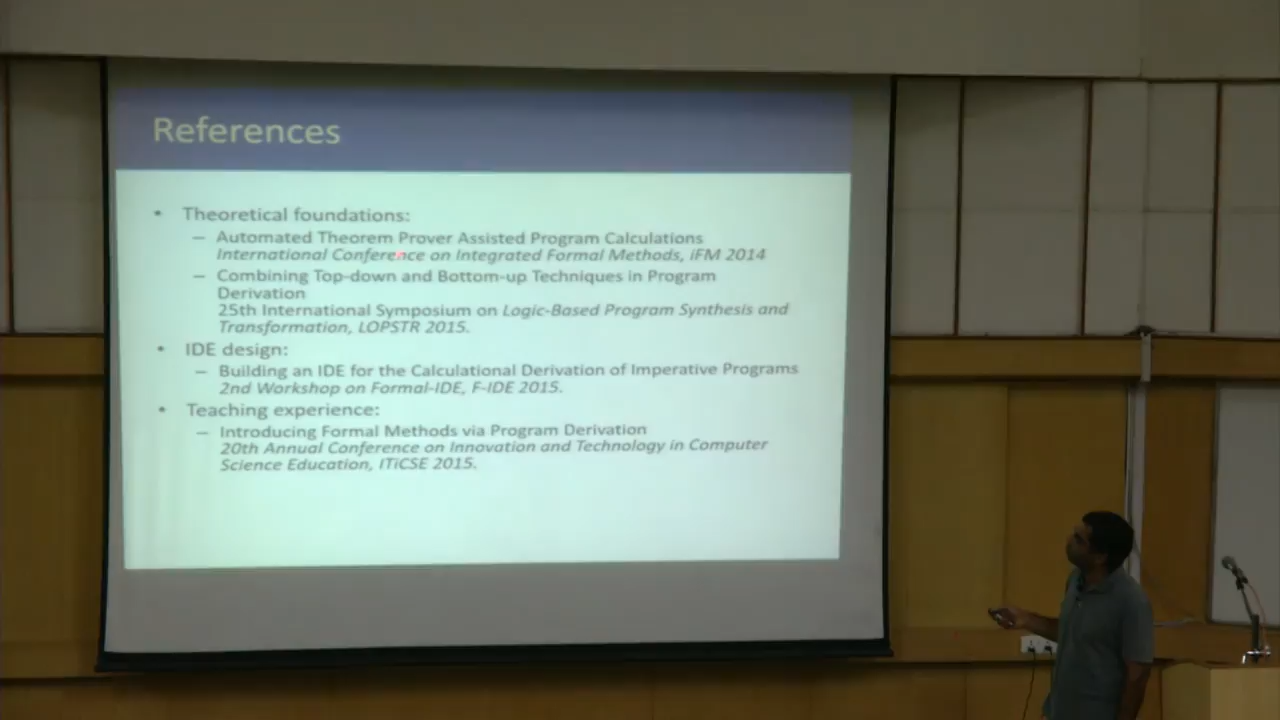 References
• Theoretical foundations:
– Automated Theorem Prover Assisted Program Calculations
International Conference on Integrated Formal Methods, iFM 2014
– Combining Top-down and Bottom-up Techniques in Program
Derivation
25th International Symposium on Logic-Based Program Synthesis and
Transformation, LOPSTR 2015.
• IDE design:
– Building an IDE for the Calculational Derivation of Imperative Programs
2nd Workshop on Formal-IDE, F-IDE 2015.
• Teaching experience:
– Introducing Formal Methods via Program Derivation
20th Annual Conference on Innovation and Technology in Computer
Science Education, ITiCSE 2015.